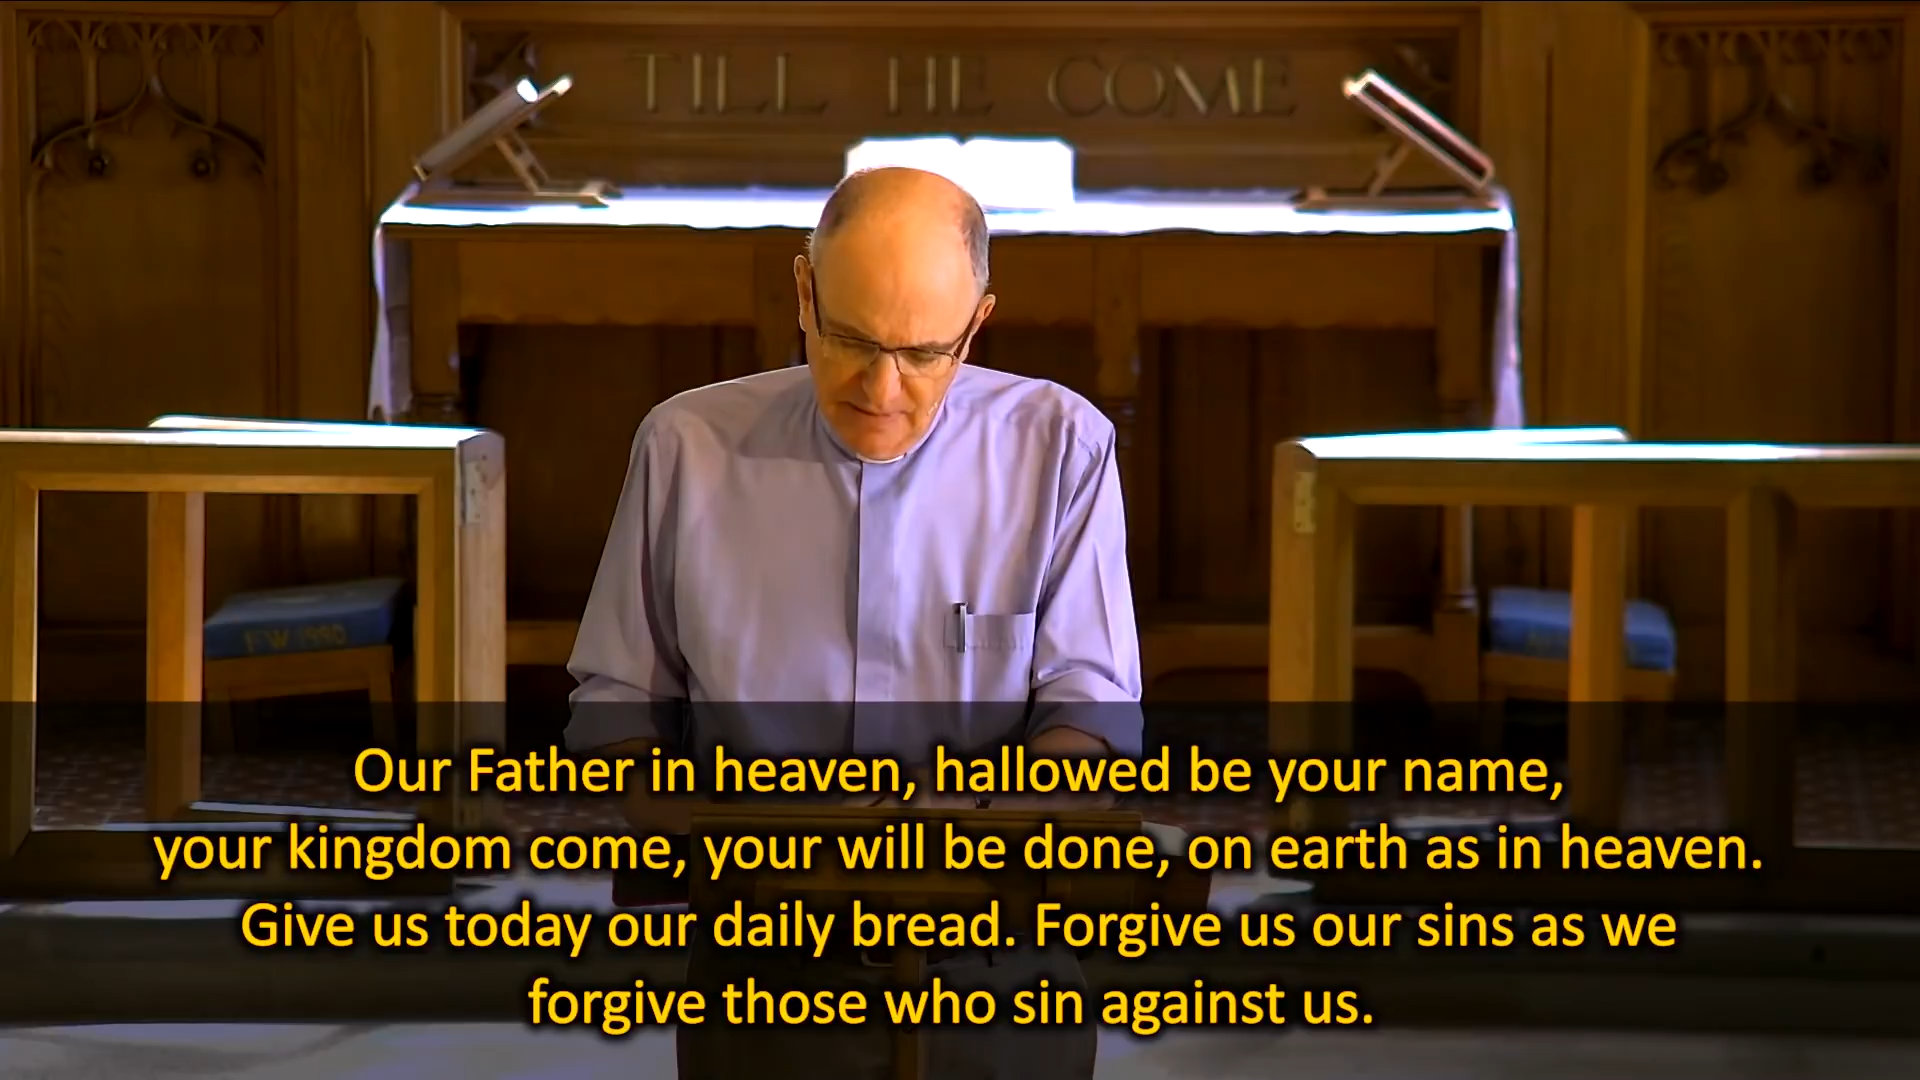 TILL HE COME
FW 1990
Our Father in heaven, hallowed be your name,
your kingdom come, your will be done, on earth as in heaven.
Give us today our daily bread. Forgive us our sins as we
forgive those who sin against us.